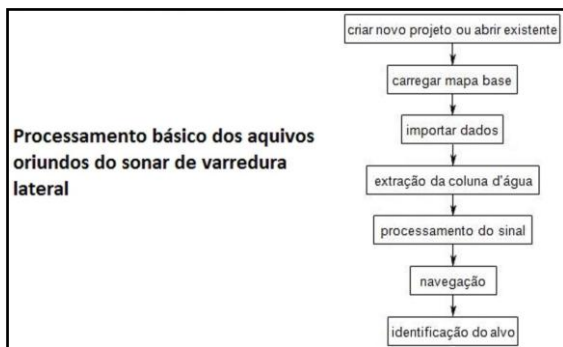 Processamento básico dos aquivos
oriundos do sonar de varredura
lateral
criar novo projeto ou abrir existente
carregar mapa base
importar dados
extração da coluna d'água
processamento do sinal
navegação
identificação do alvo